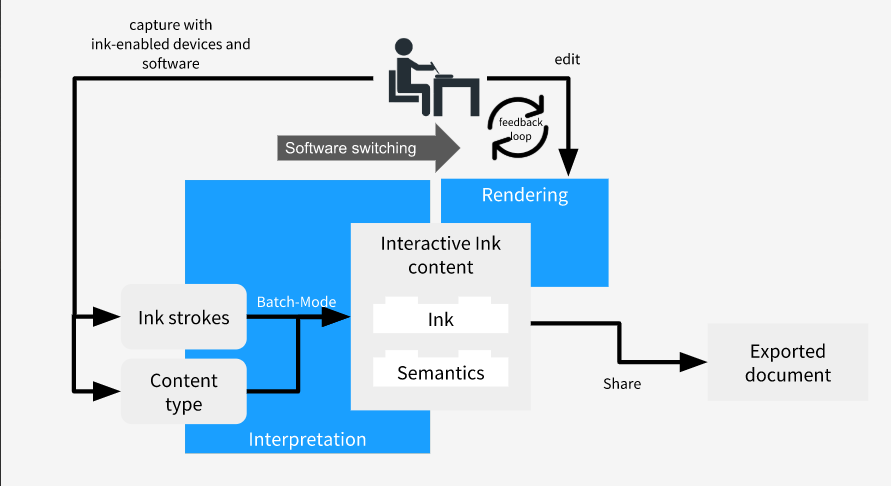 capture with
ink-enabled devices and
software
edit
feedback
loop
Software switching
Rendering
Interactive Ink
content
Ink strokes
Batch-Mode
Ink
Content
type
Semantics
Interpretation
Share
Exported
document